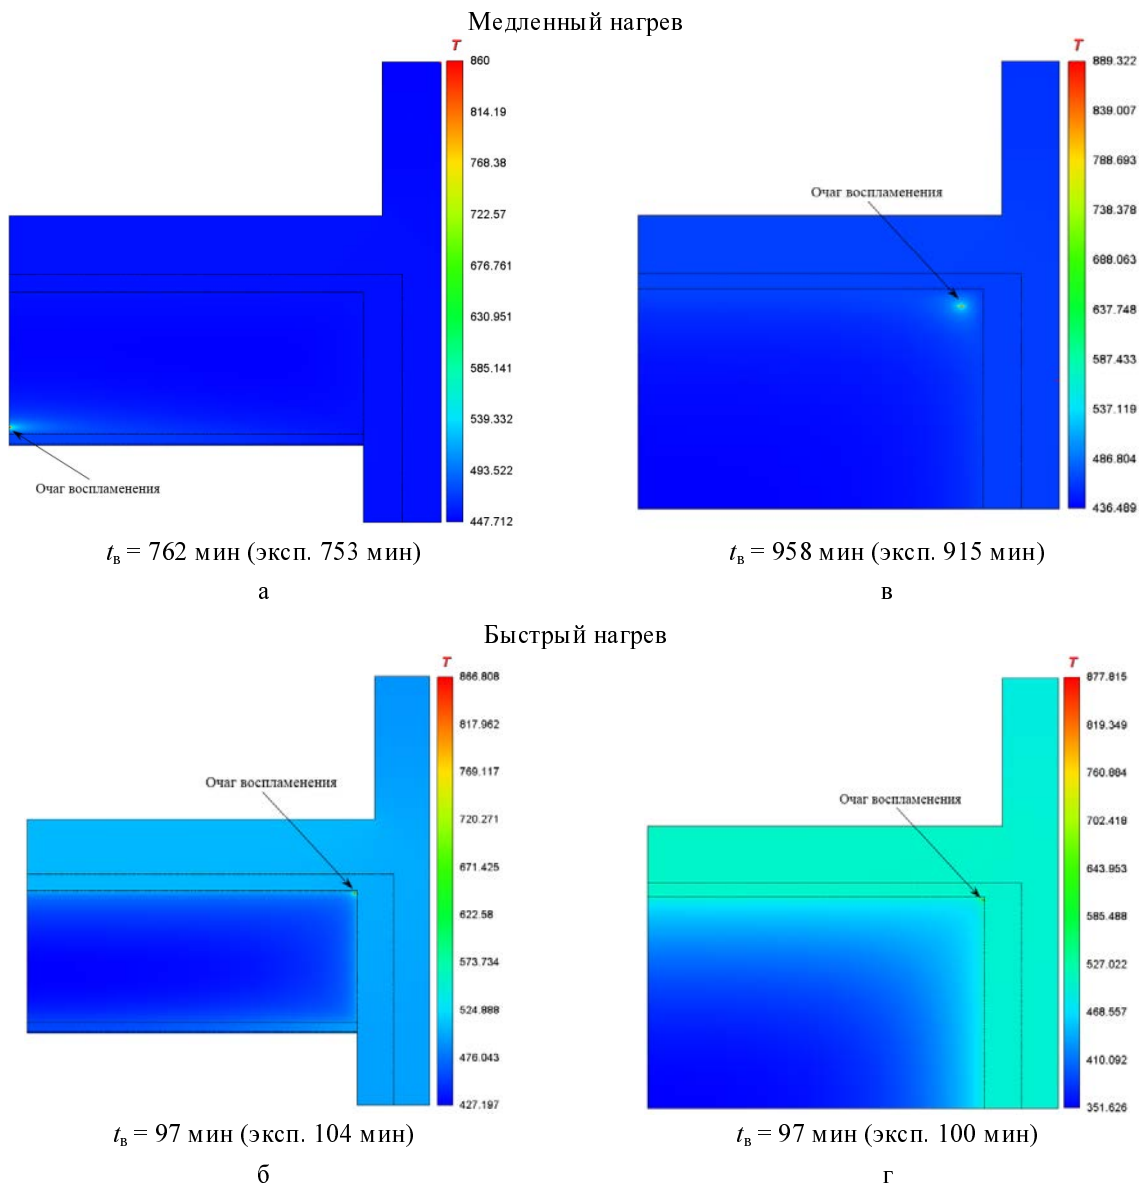 Медленный нагрев
T
860
814.19
768.38
722.57
676.761
630.951
585.141
539.332
493.522
447.712
Очаг воспламенения
tв = 762 мин (эксп. 753 мин)
а
T
889.322
839.007
788.693
738.378
688.063
637.748
587.433
537.119
486.804
436.489
Очаг воспламенения
tв = 958 мин (эксп. 915 мин)
в
Быстрый нагрев
T
866.808
817.962
769.117
720.271
671.425
622.58
573.734
524.888
476.043
427.197
Очаг воспламенения
tв = 97 мин (эксп. 104 мин)
б
T
877.815
819.349
760.884
702.418
643.953
585.488
527.022
468.557
410.092
351.626
Очаг воспламенения
tв = 97 мин (эксп. 100 мин)
г